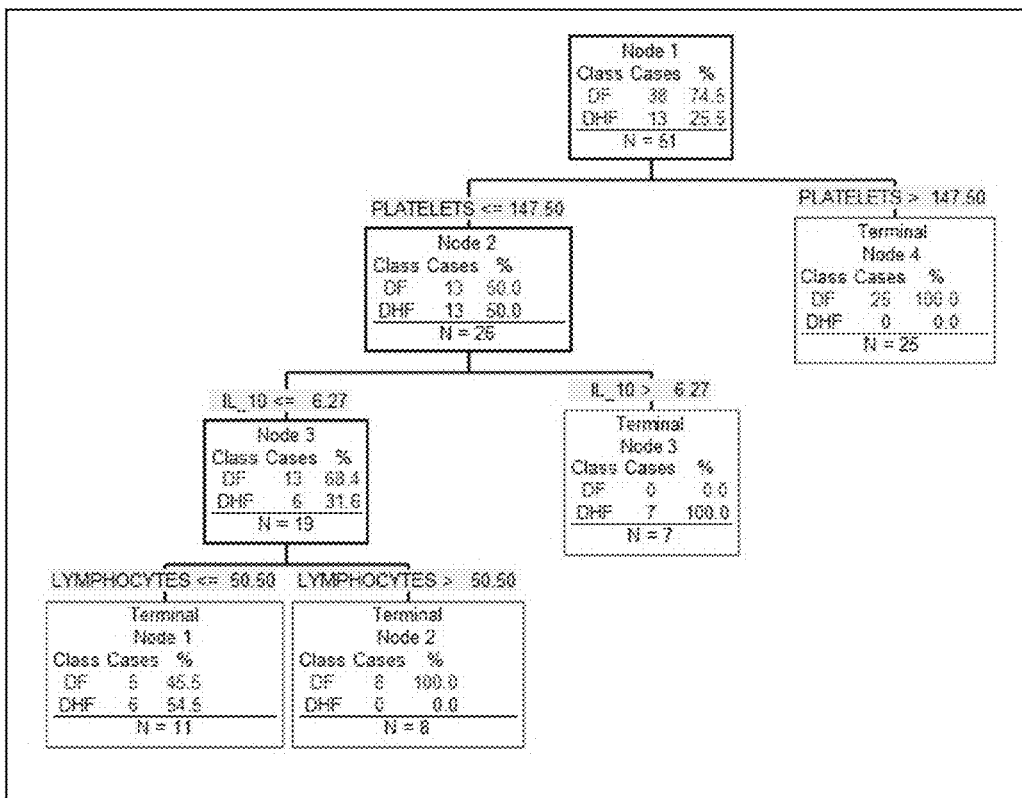 Node 1
Class Cases %
DF 38 74.5
DHF 13 25.5
N = 51
PLATELETS <= 147.50
PLATELETS > 147.50
Node 2
Class Cases %
DF 13 50.0
DHF 13 50.0
N = 26
Terminal
Node 4
Class Cases %
DF 25 100.0
DHF 0 0.0
N = 25
IL_10 <= 6.27
IL_10 > 6.27
Node 3
Class Cases %
DF 13 68.4
DHF 6 31.6
N = 19
Terminal
Node 3
Class Cases %
DF 0 0.0
DHF 7 100.0
N = 7
LYMPHOCYTES <= 50.50
LYMPHOCYTES > 50.50
Terminal
Node 1
Class Cases %
DF 5 45.5
DHF 6 54.5
N = 11
Terminal
Node 2
Class Cases %
DF 8 100.0
DHF 0 0.0
N = 8